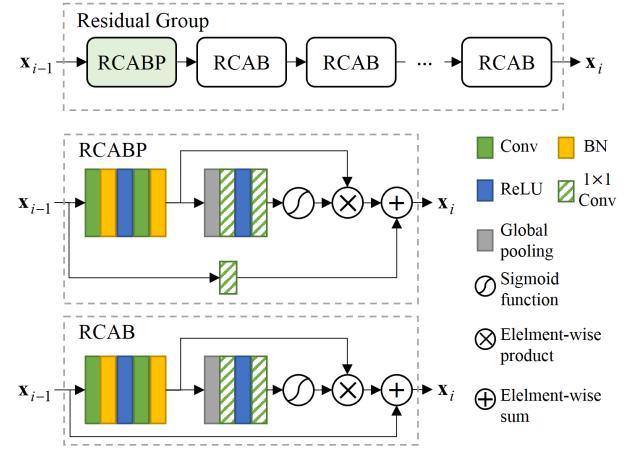 Residual Group
x_{i−1} RCABP RCAB RCAB ... RCAB x_i
RCABP
x_{i−1} x_i
Conv BN
ReLU 1×1
Conv
Global
pooling
Sigmoid
function
RCAB
x_{i−1} x_i
Elelment-wise
product
Elelment-wise
sum